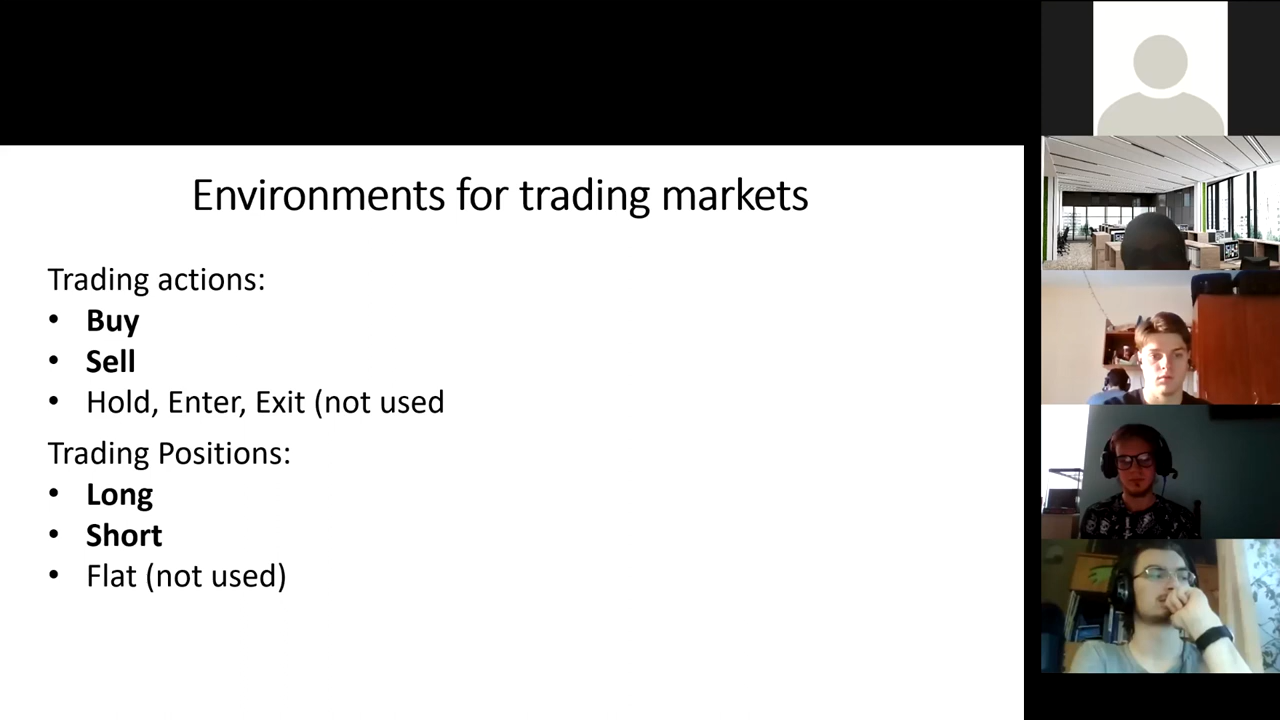 Environments for trading markets
Trading actions:
• Buy
• Sell
• Hold, Enter, Exit (not used
Trading Positions:
• Long
• Short
• Flat (not used)